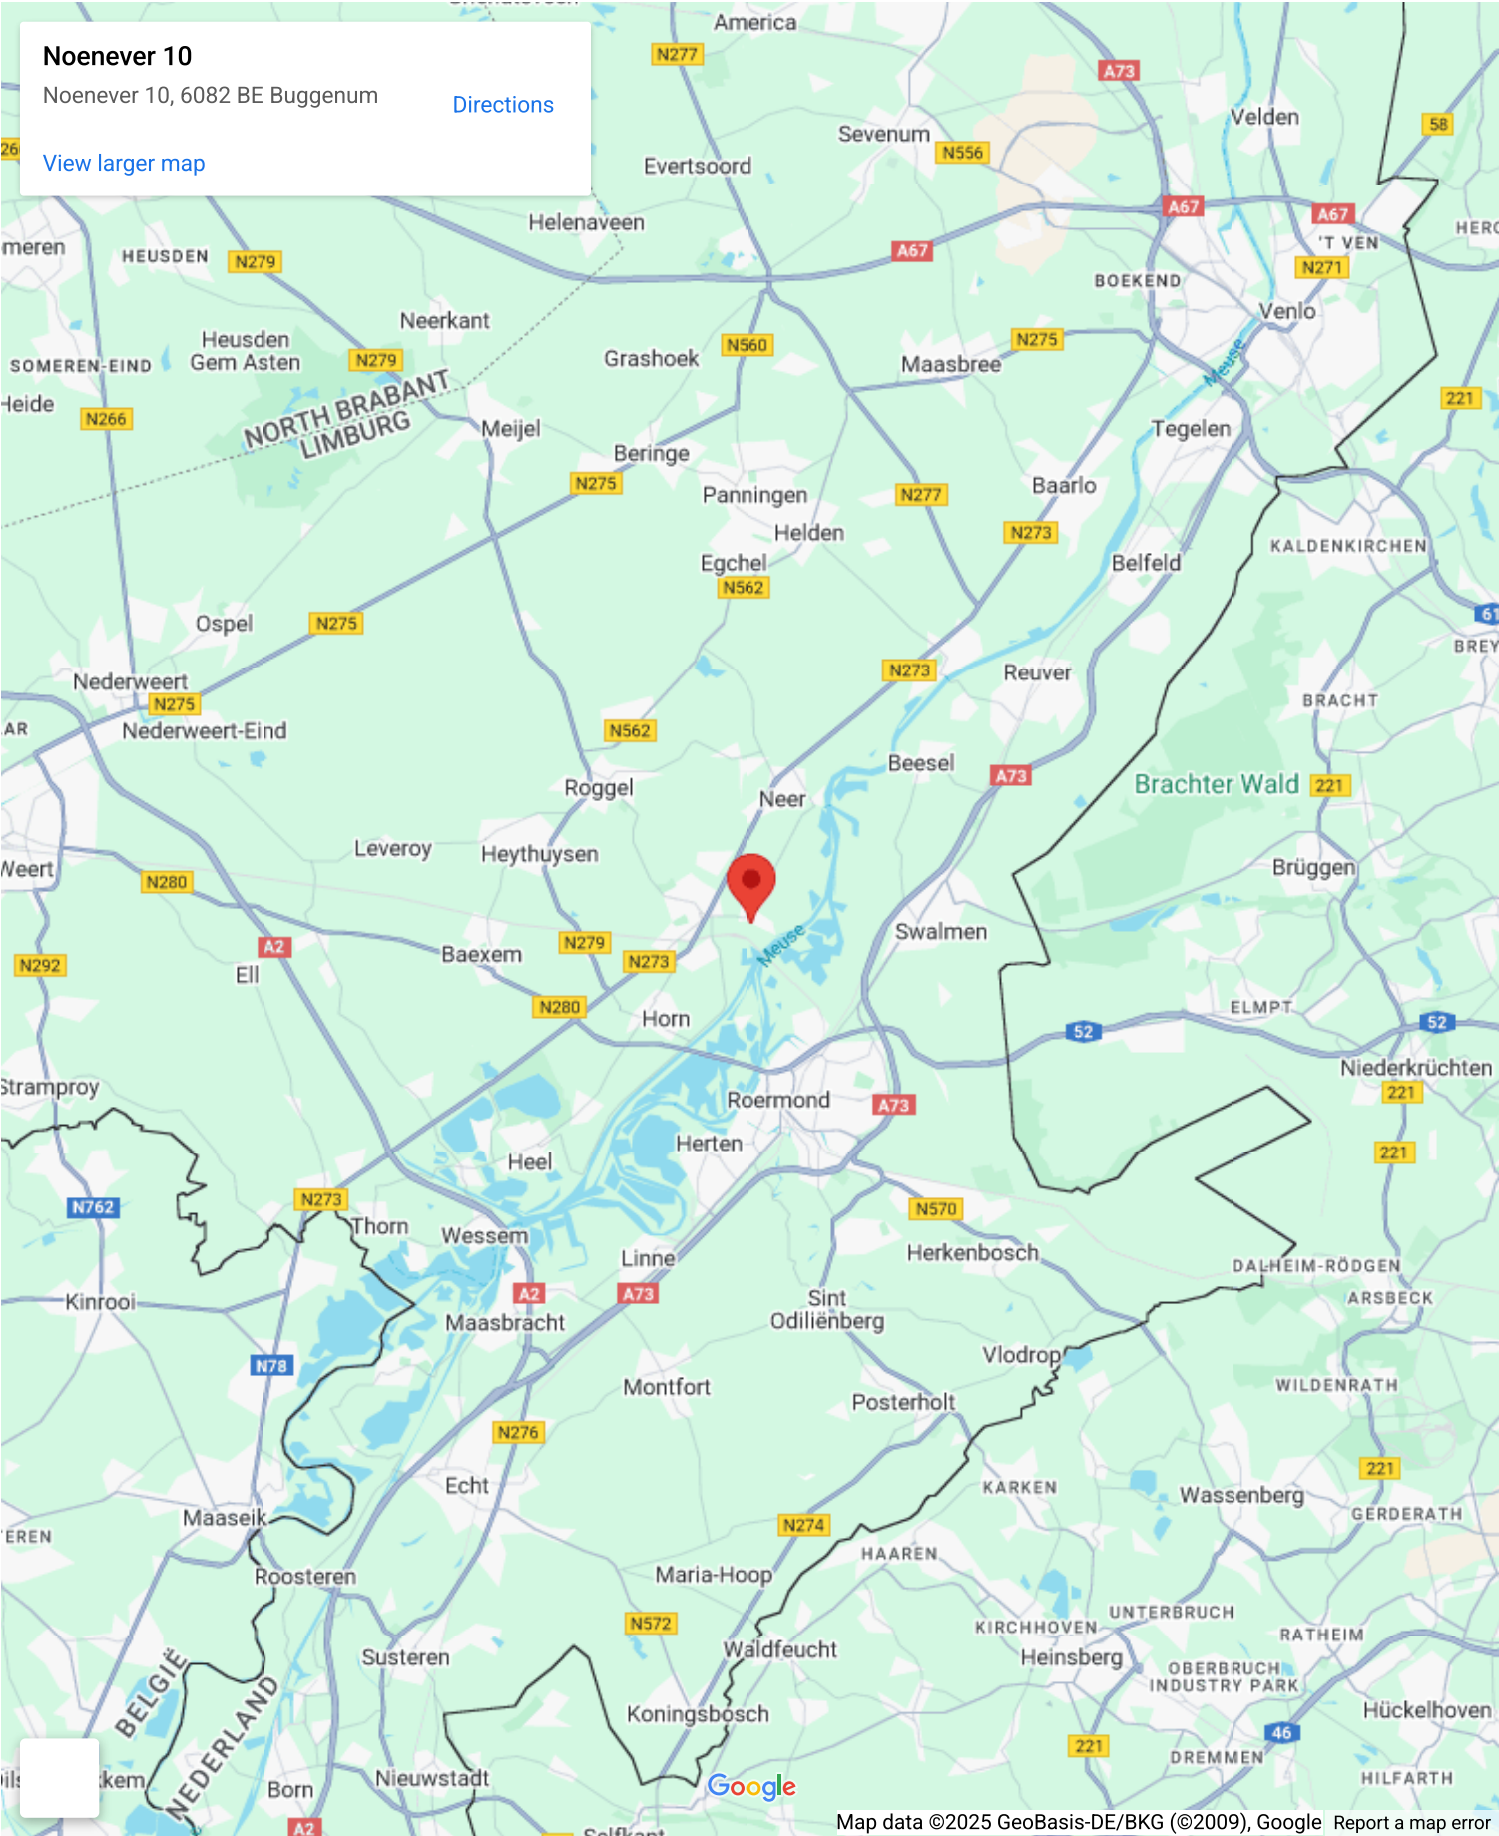 Noenever 10
Noenever 10, 6082 BE Buggenum
Directions
View larger map
America
N277
A73
Velden
58
Sevenum
N556
Evertsoord
A67
A67
Helenaveen
'T VEN
HEUSDEN
N279
A67
N271
BOEKEND
Venlo
Neerkant
Heusden
Gem Asten
N279
SOMEREN-EIND
N560
Grashoek
N275
Maasbree
Meuse
Heide
N266
NORTH BRABANT
LIMBURG
221
Meijel
Tegelen
Beringe
N275
Panningen
N277
Baarlo
Helden
N273
KALDENKIRCHEN
Egchel
N562
Belfeld
Ospel
N275
61
BREY
Nederweert
N275
N273
Reuver
BRACHT
Nederweert-Eind
N562
Beesel
A73
Brachter Wald
221
Roggel
Neer
Leveroy
Heythuysen
Weert
N280
Brüggen
Swalmen
A2
Ell
N292
Baexem
N279
N273
Meuse
N280
Horn
ELMPT
52
52
Stramproy
Niederkrüchten
221
Roermond
A73
Herten
221
Heel
N762
N273
Thorn
Wessem
N570
Linne
Herkenbosch
DALHEIM-RÖDGEN
Kinrooi
A2
A73
Maasbracht
Sint
Odiliënberg
ARSBECK
N78
Vlodrop
Montfort
WILDENRATH
Posterholt
N276
Echt
221
KARKEN
Wassenberg
GERDERATH
Maaseik
N274
HAAREN
Roosteren
Maria-Hoop
N572
UNTERBRUCH
KIRCHHOVEN
RATHEIM
Susteren
Waldfeucht
Heinsberg
OBERBRUCH
INDUSTRY PARK
BELGIË
NEDERLAND
Koningsbosch
Hückelhoven
46
221
DREMMEN
Born
Nieuwstadt
HILFARTH
Google
A2
Map data ©2025 GeoBasis-DE/BKG (©2009), Google
Report a map error